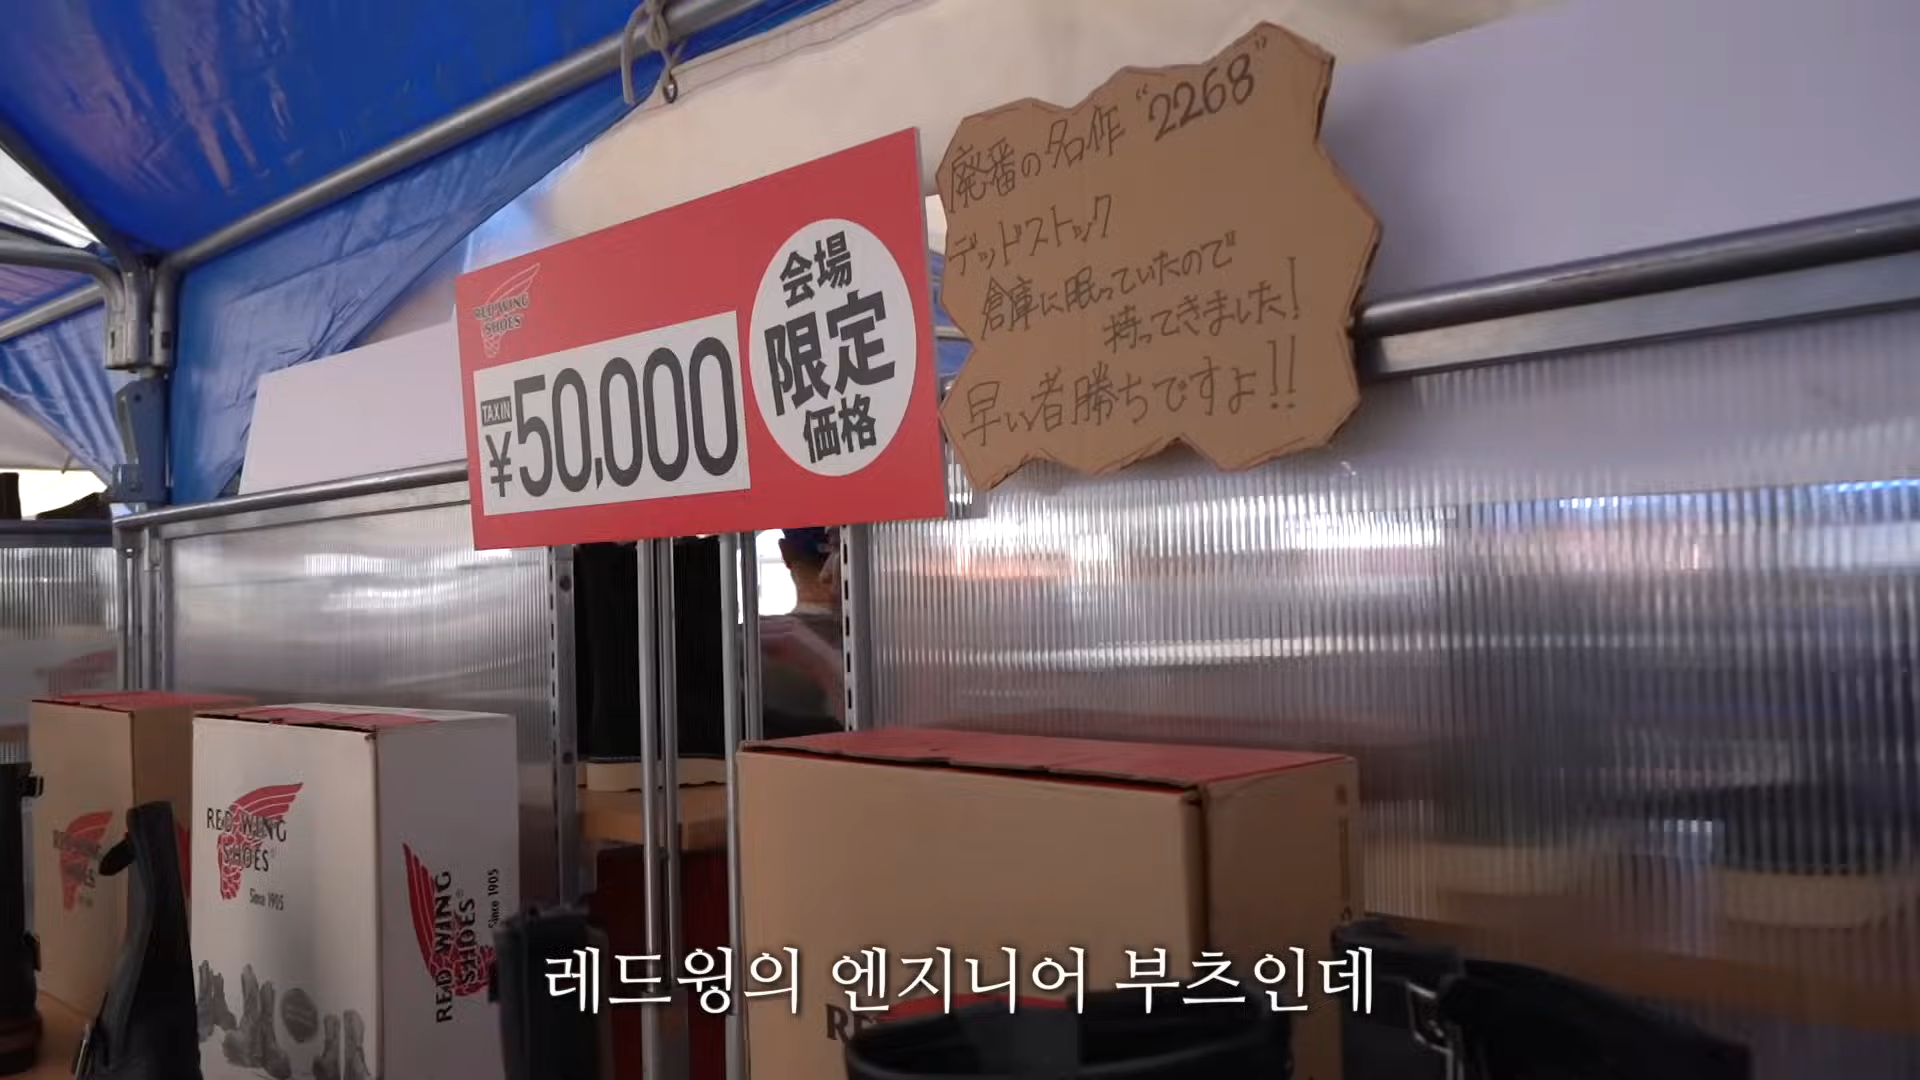 廃番の名作 “2268”
デッドストック
倉庫に眠っていたので
持ってきました!
早い者勝ちですよ!!
RED WING
SHOES
TAX IN
¥50,000
会場
限定
価格
RED WING
SHOES
Since 1905
RED WING
SHOES
Since 1905
레드윙의 엔지니어 부츠인데